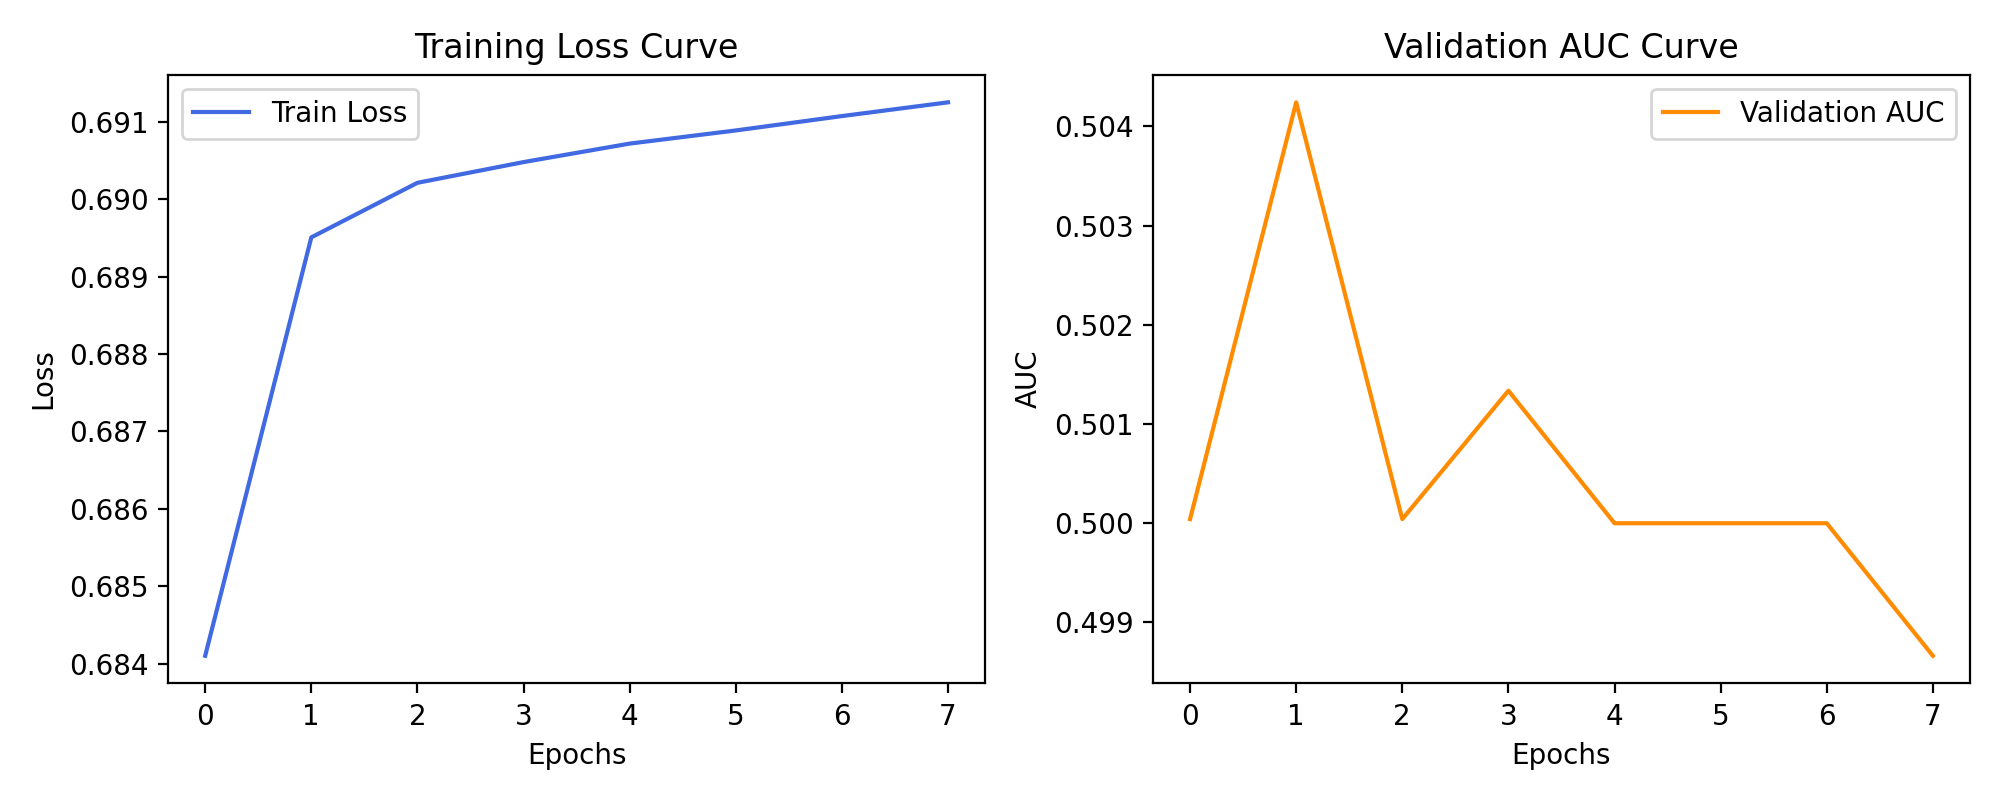 Training Loss Curve
Train Loss
0.691
0.690
0.689
0.688
0.687
0.686
0.685
0.684
Loss
0 1 2 3 4 5 6 7
Epochs
Validation AUC Curve
Validation AUC
0.504
0.503
0.502
0.501
0.500
0.499
AUC
0 1 2 3 4 5 6 7
Epochs